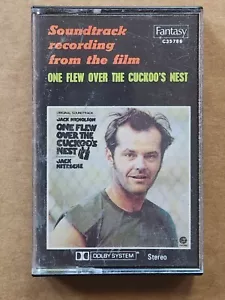 Soundtrack
recording
from the film
Fantasy
C35786
ONE FLEW OVER THE CUCKOO'S NEST
ORIGINAL SOUNDTRACK
JACK NICHOLSON
ONE FLEW
OVER THE
CUCKOO'S
NEST
JACK
NITZSCHE
DOLBY SYSTEM
Stereo